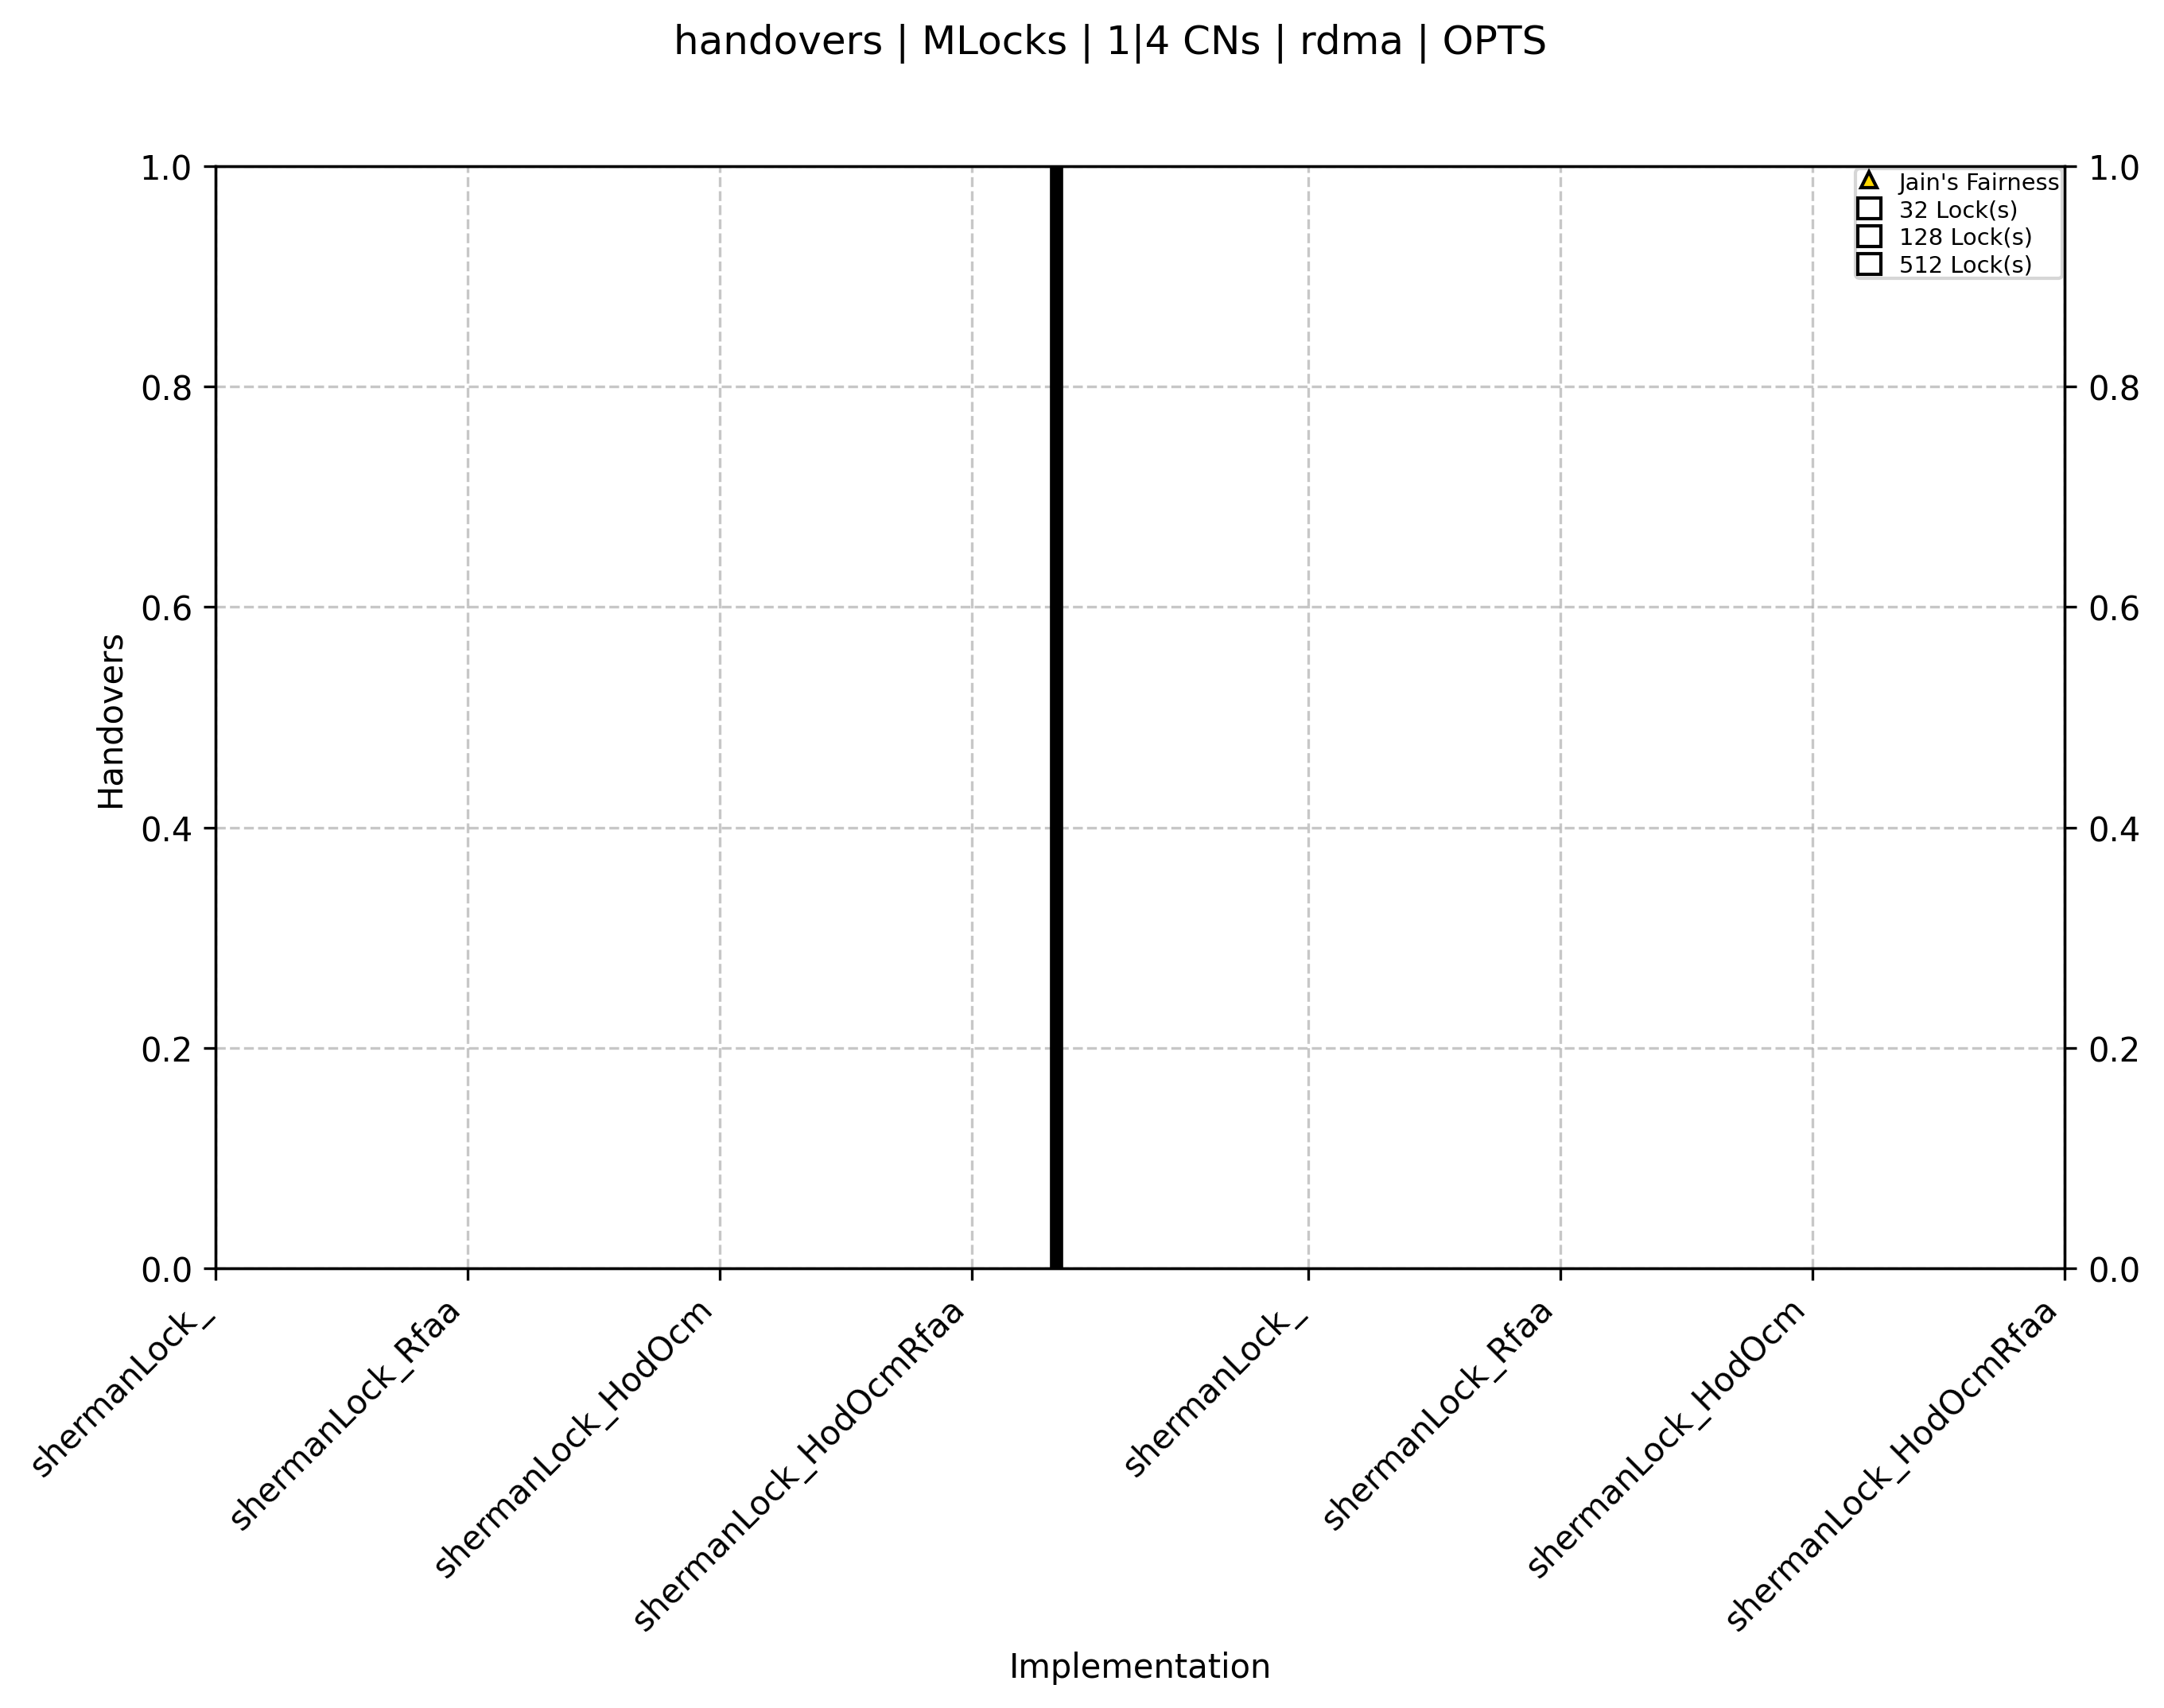 handovers | MLocks | 1|4 CNs | rdma | OPTS
1.0
0.8
0.6
0.4
0.2
0.0
Handovers
1.0
0.8
0.6
0.4
0.2
0.0
Jain's Fairness
32 Lock(s)
128 Lock(s)
512 Lock(s)
shermanLock_
shermanLock_Rfaa
shermanLock_HodOcm
shermanLock_HodOcmRfaa
shermanLock_
shermanLock_Rfaa
shermanLock_HodOcm
shermanLock_HodOcmRfaa
Implementation